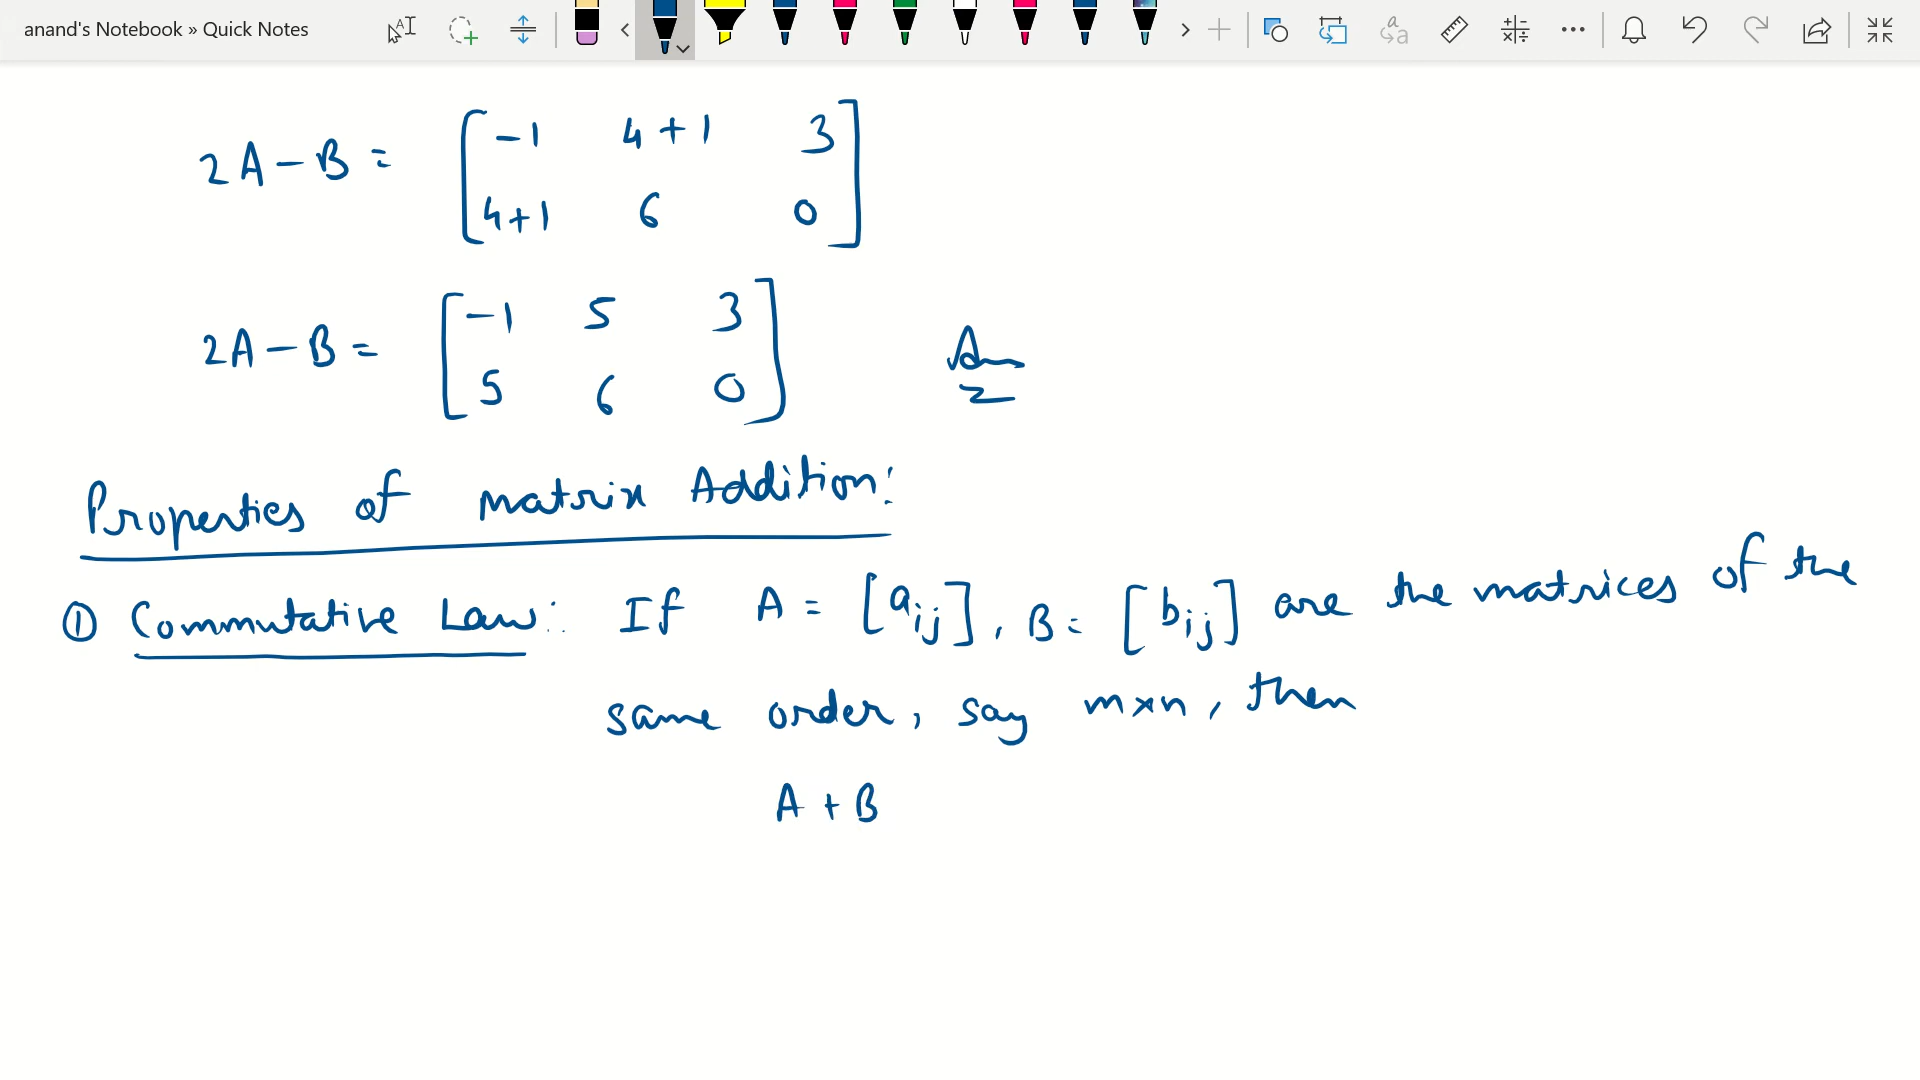 anand's Notebook » Quick Notes
2A - B = [ -1 4+1 3
4+1 6 0 ]
2A - B = [ -1 5 3
5 6 0 ] Ans
Properties of matrix Addition:
① Commutative Law: If A = [aij], B = [bij] are the matrices of the
same order, say m×n, then
A + B